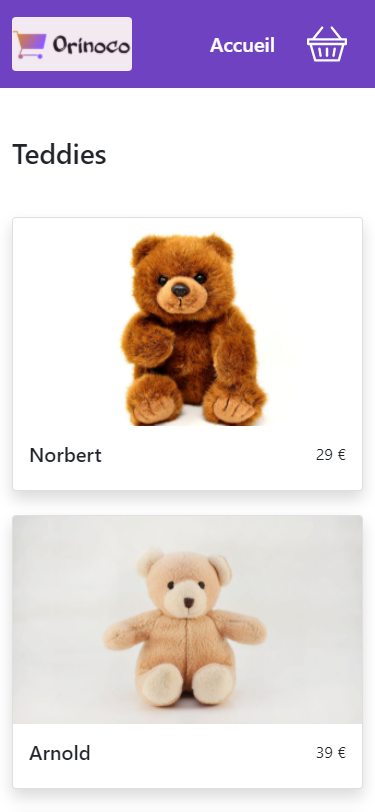 Orinoco
Accueil
Teddies
Norbert
29 €
Arnold
39 €